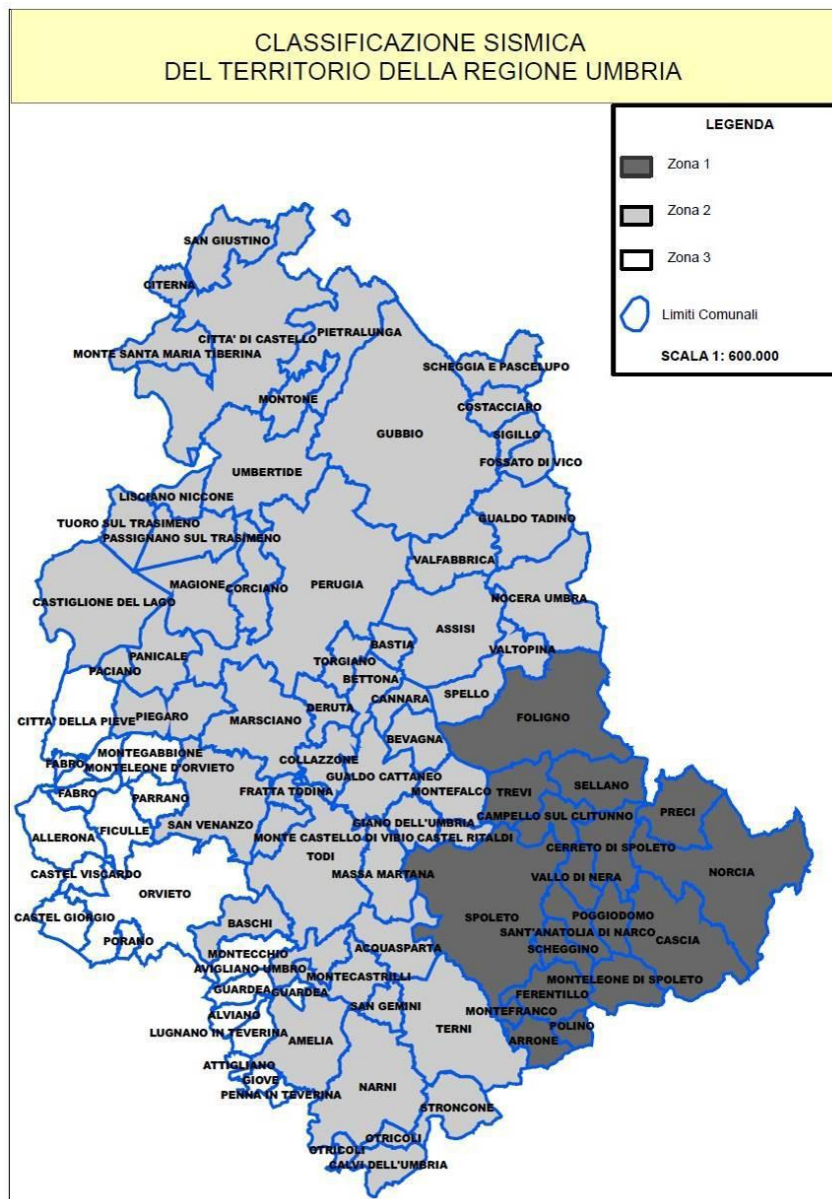 CLASSIFICAZIONE SISMICA
DEL TERRITORIO DELLA REGIONE UMBRIA
LEGENDA
Zona 1
Zona 2
Zona 3
Limiti Comunali
SCALA 1: 600.000
SAN GIUSTINO
CITERNA
PIETRALUNGA
CITTA' DI CASTELLO
MONTE SANTA MARIA TIBERINA
SCHEGGIA E PASCELUPO
MONTONE
COSTACCIARO
GUBBIO
SIGILLO
FOSSATO DI VICO
UMBERTIDE
LISCIANO NICCONE
TUORO SUL TRASIMENO
GUALDO TADINO
PASSIGNANO SUL TRASIMENO
VALFABBRICA
MAGIONE
CORCIANO
PERUGIA
CASTIGLIONE DEL LAGO
NOCERA UMBRA
ASSISI
BASTIA
VALTOPINA
PANICALE
TORGIANO
PACIANO
BETTONA
SPELLO
CANNARA
DERUTA
CITTA' DELLA PIEVE
PIEGARO
MARSCIANO
FOLIGNO
BEVAGNA
MONTEGABBIONE
COLLAZZONE
FABRO
MONTELEONE D'ORVIETO
GUALDO CATTANEO
SELLANO
FABRO
PARRANO
FRATTA TODINA
MONTEFALCO
TREVI
PRECI
CAMPELLO SUL CLITUNNO
SAN VENANZO
GIANO DELL'UMBRIA
ALLERONA
FICULLE
MONTE CASTELLO DI VIBIO
CASTEL RITALDI
CERRETO DI SPOLETO
TODI
CASTEL VISCARDO
MASSA MARTANA
VALLO DI NERA
NORCIA
ORVIETO
CASTEL GIORGIO
SPOLETO
POGGIODOMO
BASCHI
SANT'ANATOLIA DI NARCO
PORANO
CASCIA
MONTECCHIO
ACQUASPARTA
SCHEGGINO
AVIGLIANO UMBRO
MONTECASTRILLI
MONTELEONE DI SPOLETO
GUARDEA
GUARDEA
FERENTILLO
SAN GEMINI
MONTEFRANCO
ALVIANO
LUGNANO IN TEVERINA
TERNI
POLINO
AMELIA
ARRONE
ATTIGLIANO
GIOVE
NARNI
PENNA IN TEVERINA
STRONCONE
OTRICOLI
OTRICOLI
CALVI DELL'UMBRIA